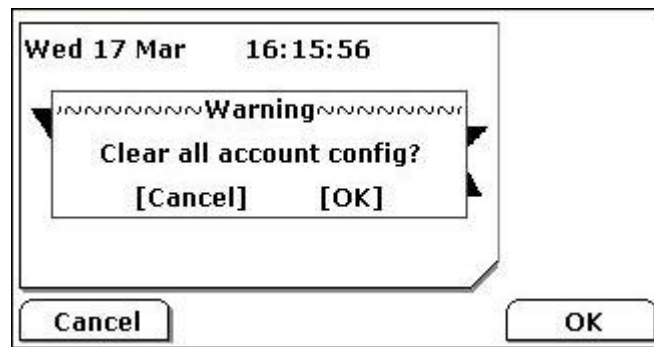 Wed 17 Mar 16:15:56
~~~~~~~~Warning~~~~~~~~
Clear all account config?
[Cancel] [OK]
Cancel OK